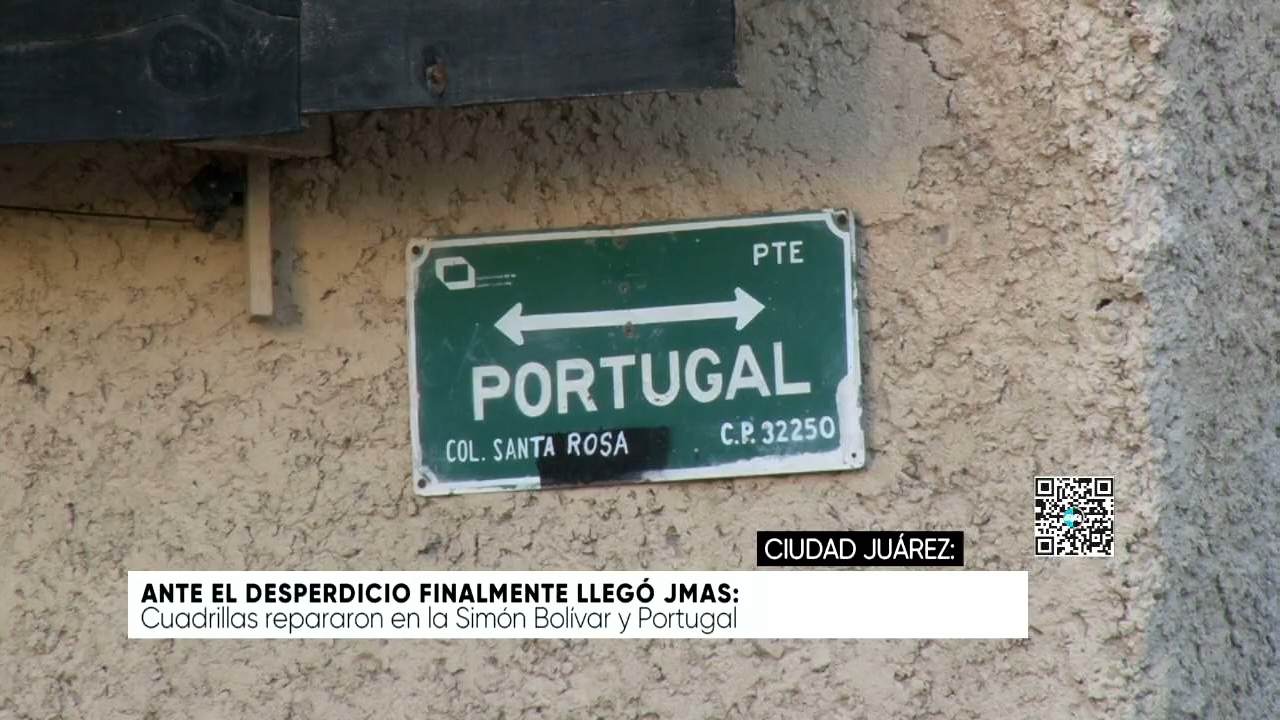 PTE
PORTUGAL
COL. SANTA ROSA
C.P. 32250
CIUDAD JUÁREZ:
ANTE EL DESPERDICIO FINALMENTE LLEGÓ JMAS:
Cuadrillas repararon en la Simón Bolívar y Portugal